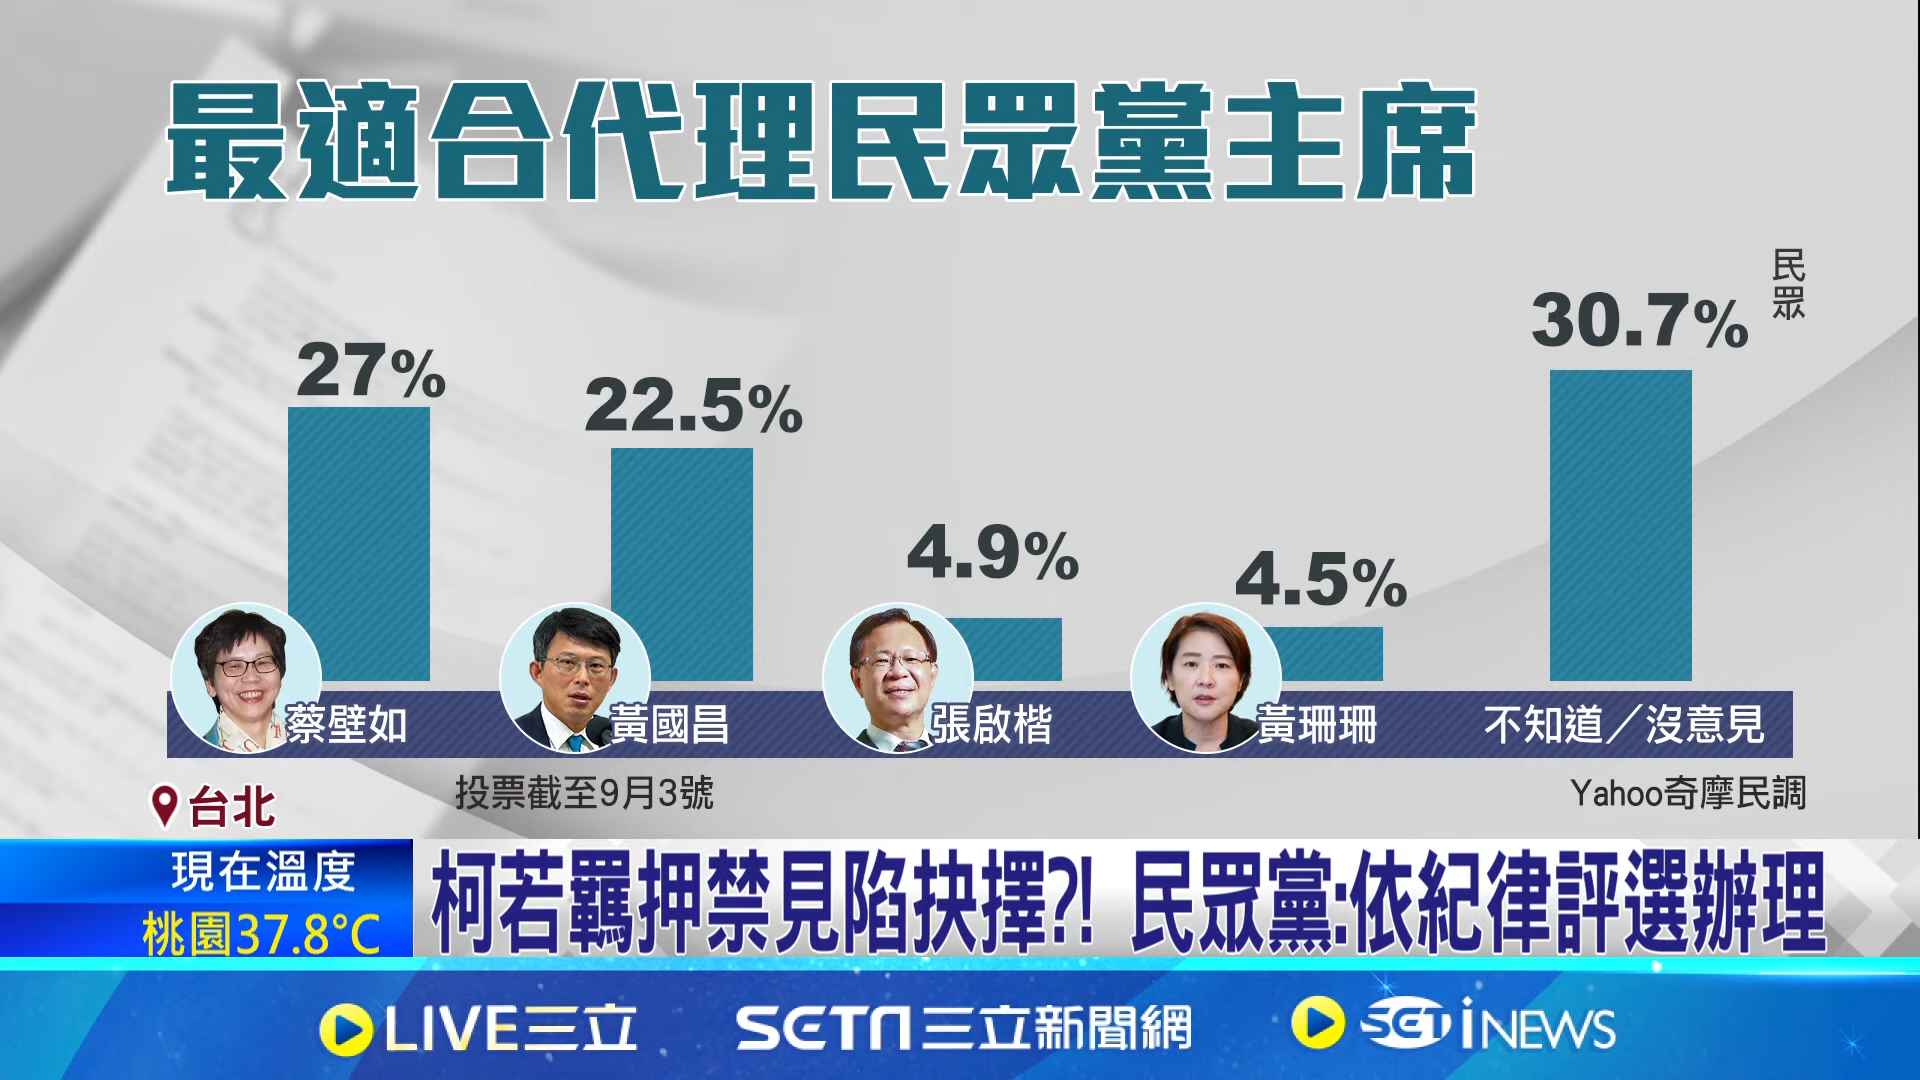 最適合代理民眾黨主席
民眾
27%
22.5%
4.9%
4.5%
30.7%
蔡壁如
黃國昌
張啟楷
黃珊珊
不知道／沒意見
投票截至9月3號
Yahoo奇摩民調
台北
現在溫度
桃園37.8°C
柯若羈押禁見陷抉擇?! 民眾黨:依紀律評選辦理
LIVE三立
SETN三立新聞網
SETiNEWS